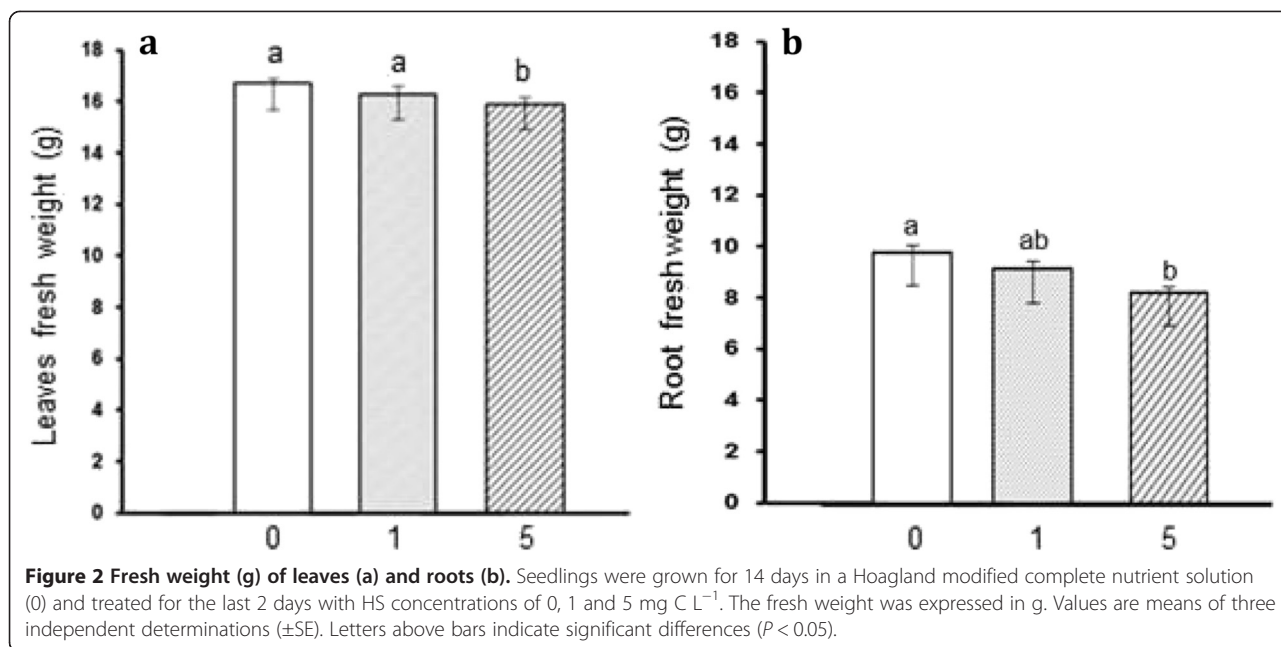 a
Leaves fresh weight (g)
18
16
14
12
10
8
6
4
2
0
a
a
b
0 1 5
b
Root fresh weight (g)
18
16
14
12
10
8
6
4
2
0
a
ab
b
0 1 5
Figure 2 Fresh weight (g) of leaves (a) and roots (b). Seedlings were grown for 14 days in a Hoagland modified complete nutrient solution
(0) and treated for the last 2 days with HS concentrations of 0, 1 and 5 mg C L⁻¹. The fresh weight was expressed in g. Values are means of three
independent determinations (±SE). Letters above bars indicate significant differences (P < 0.05).